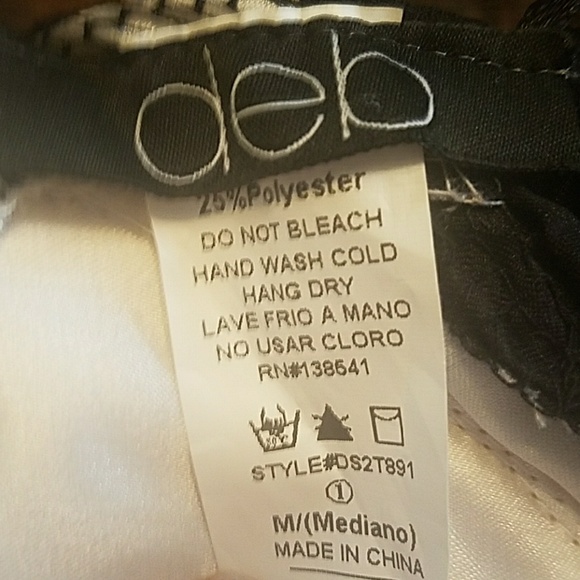 deb
25%Polyester
DO NOT BLEACH
HAND WASH COLD
HANG DRY
LAVE FRIO A MANO
NO USAR CLORO
RN#138541
30°C
STYLE#DS2T891
1
M/(Mediano)
MADE IN CHINA